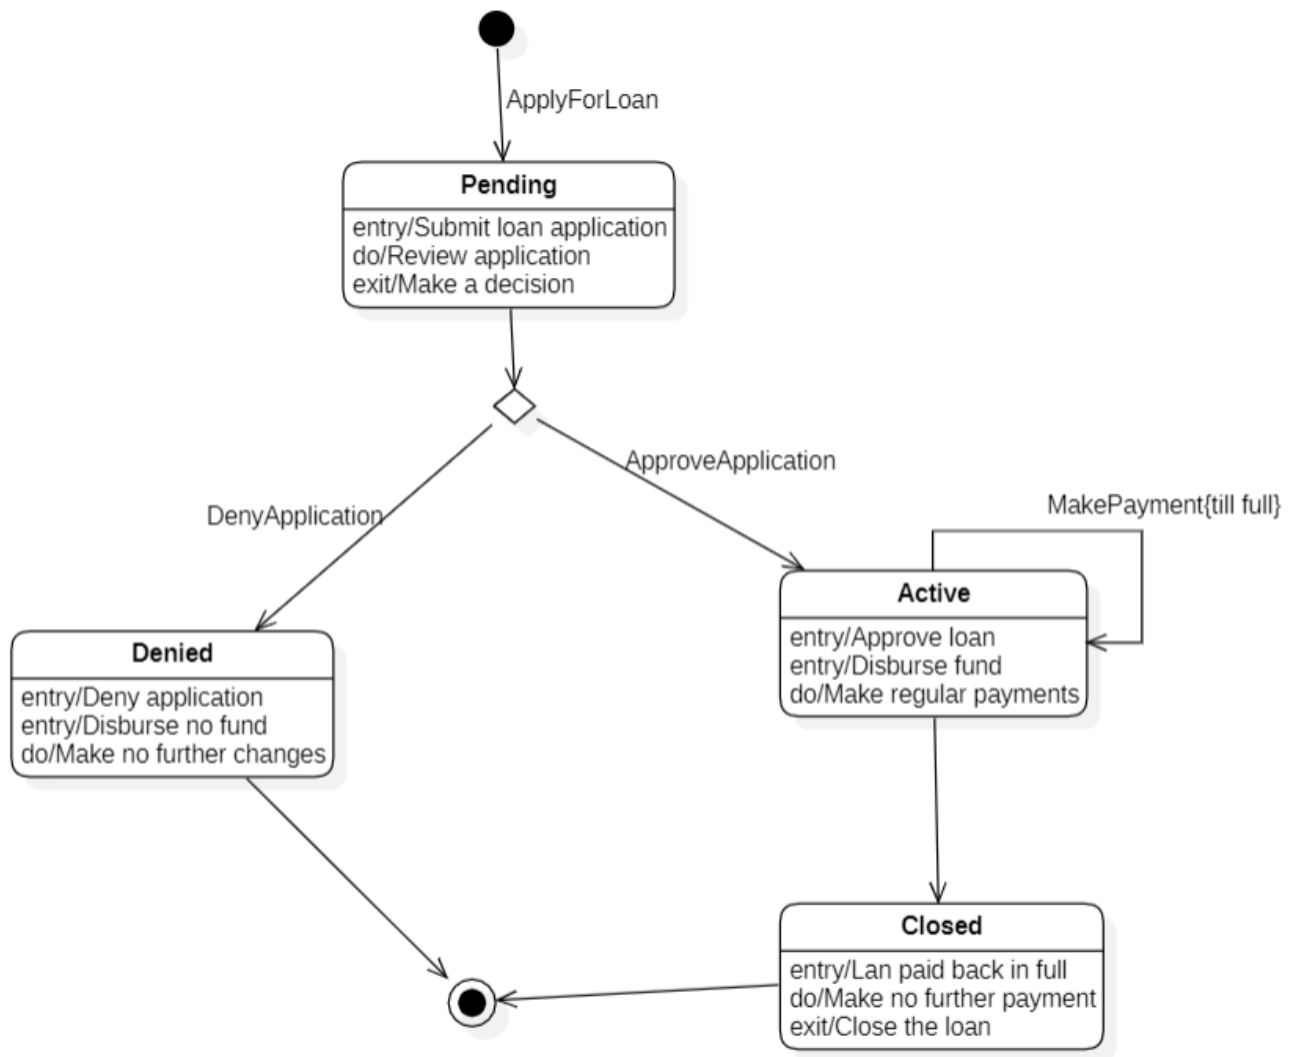 ApplyForLoan
Pending
entry/Submit loan application
do/Review application
exit/Make a decision
ApproveApplication
DenyApplication
MakePayment{till full}
Active
entry/Approve loan
entry/Disburse fund
do/Make regular payments
Denied
entry/Deny application
entry/Disburse no fund
do/Make no further changes
Closed
entry/Lan paid back in full
do/Make no further payment
exit/Close the loan